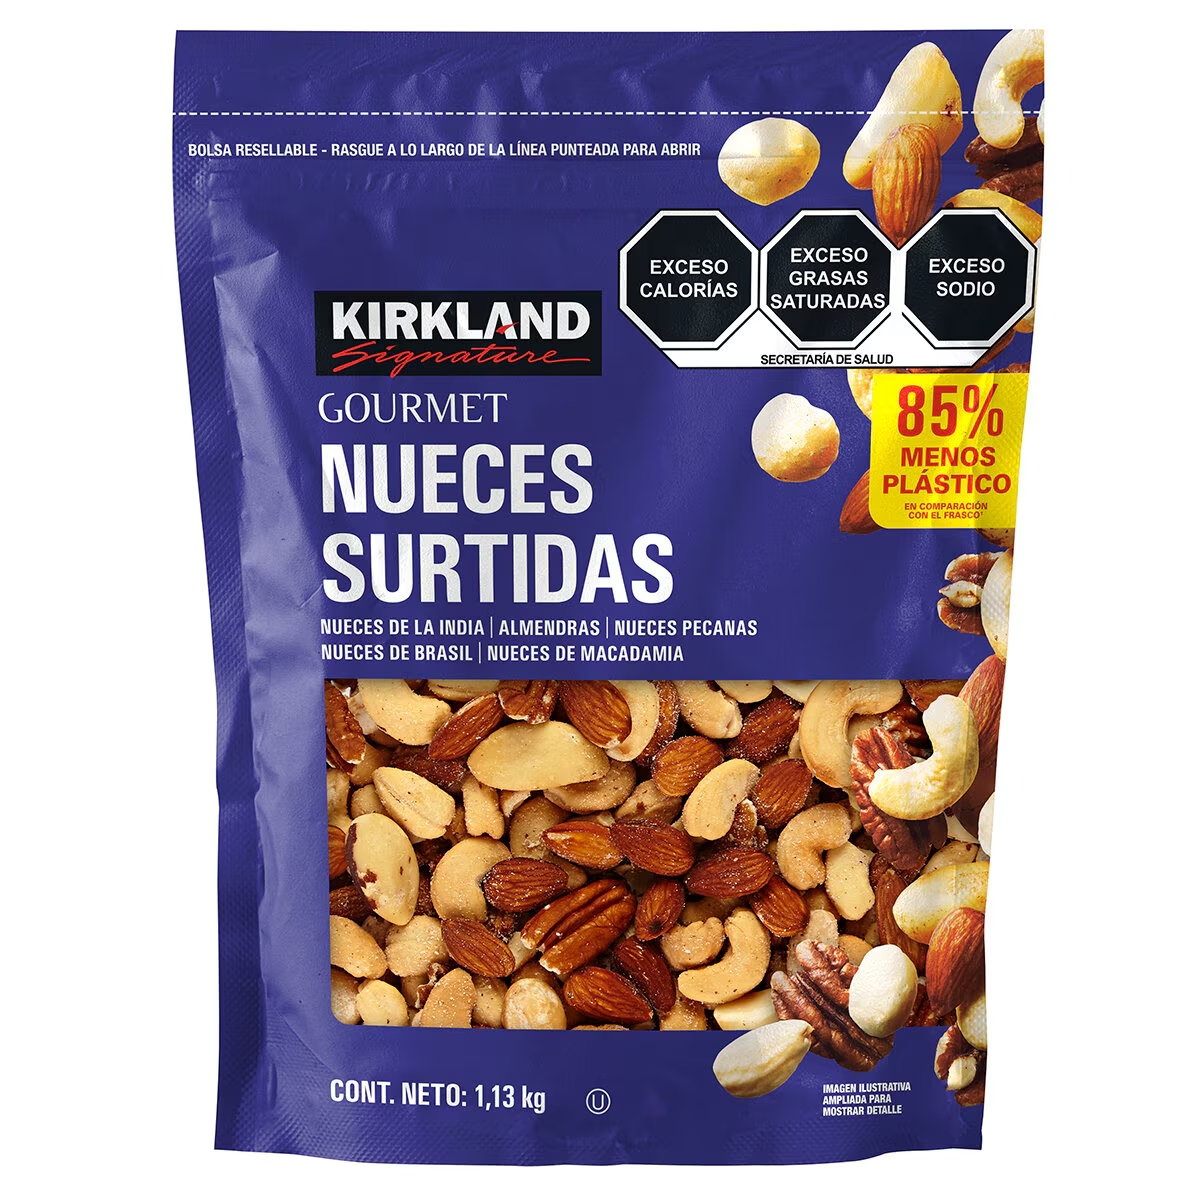 BOLSA RESELLABLE - RASGUE A LO LARGO DE LA LÍNEA PUNTEADA PARA ABRIR
EXCESO
CALORÍAS
EXCESO
GRASAS
SATURADAS
EXCESO
SODIO
SECRETARÍA DE SALUD
KIRKLAND
Signature
GOURMET
NUECES
SURTIDAS
85%
MENOS
PLÁSTICO
EN COMPARACIÓN
CON EL FRASCO¹
NUECES DE LA INDIA | ALMENDRAS | NUECES PECANAS
NUECES DE BRASIL | NUECES DE MACADAMIA
CONT. NETO: 1,13 kg
U
IMAGEN ILUSTRATIVA
AMPLIADA PARA
MOSTRAR DETALLE